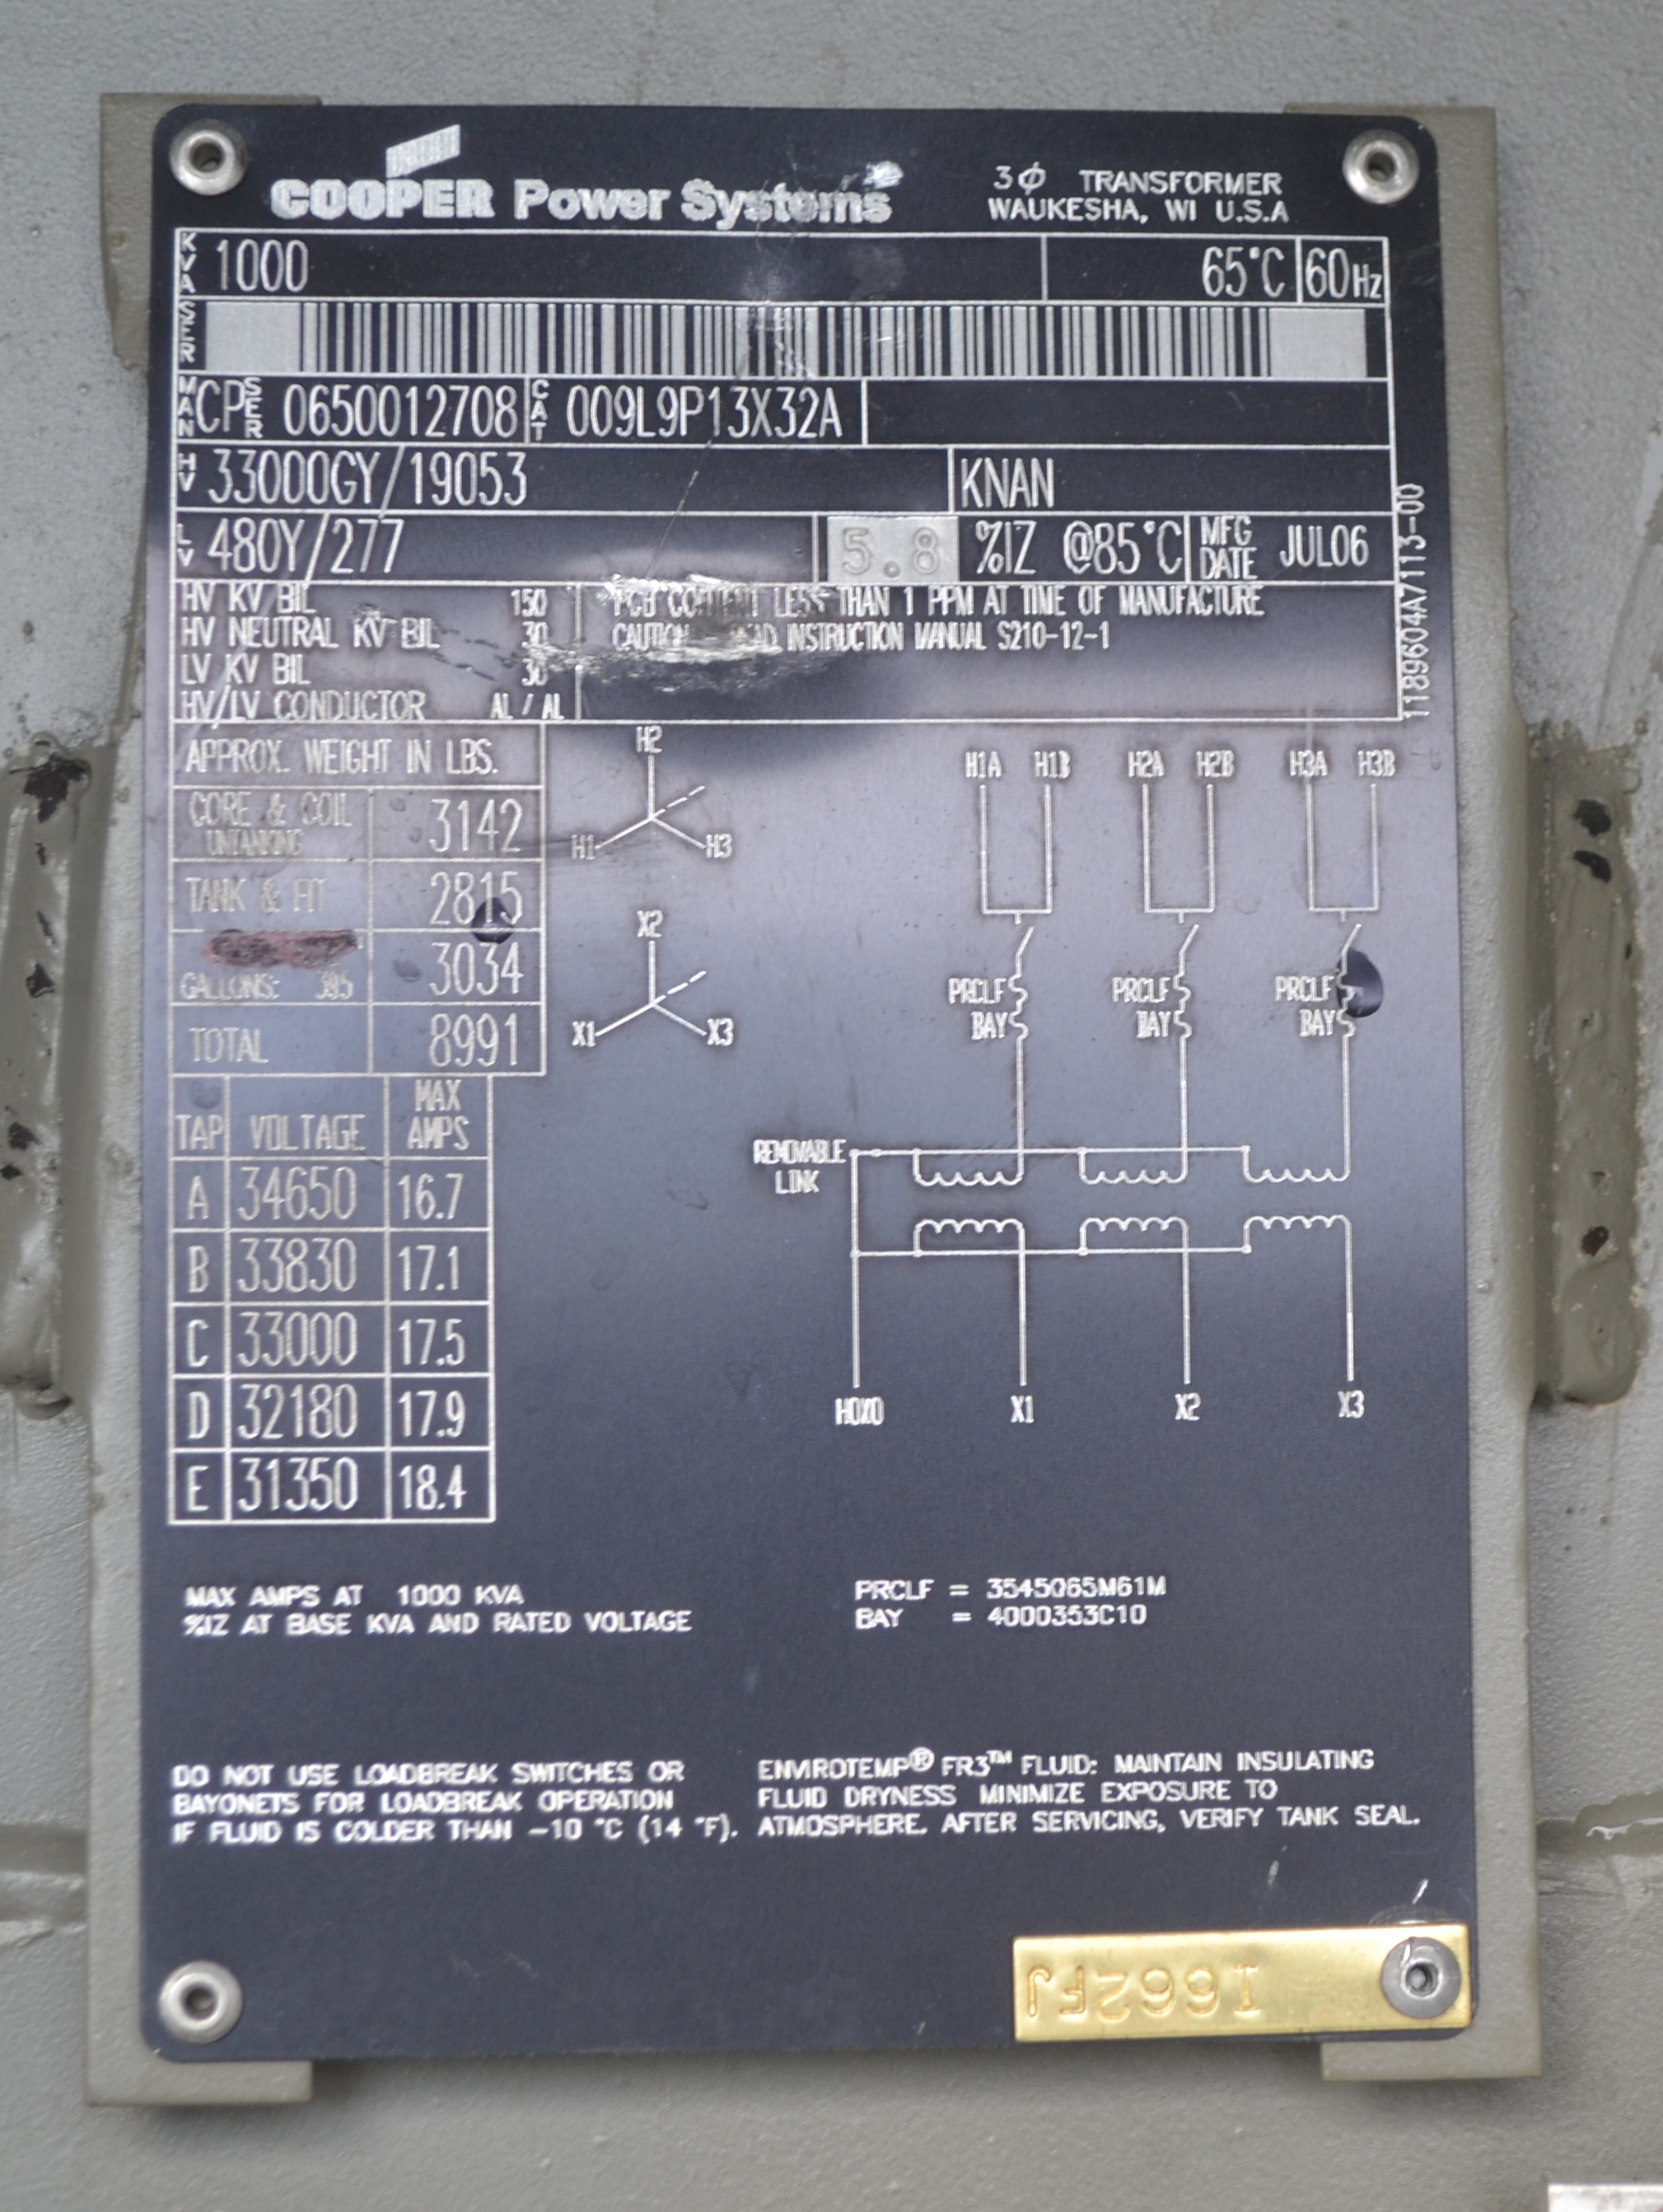 COOPER Power Systems
3Φ TRANSFORMER
WAUKESHA, WI U.S.A
KVA 1000 65°C 60Hz
SER
MAN CP SER 0650012708 CAT 009L9P13X32A
HV 33000GY/19053 KNAN
LV 480Y/277 5.8 %IZ @85°C MFG DATE JUL06
HV KV BIL 150
HV NEUTRAL KV BIL 30
LV KV BIL 30
HV/LV CONDUCTOR AL / AL
PCB CONTENT LESS THAN 1 PPM AT TIME OF MANUFACTURE
CAUTION READ INSTRUCTION MANUAL S210-12-1
1189604A7113-00
APPROX. WEIGHT IN LBS.
CORE & COIL
UNTANKING 3142
TANK & FIT 2815
GALLONS: 395 3034
TOTAL 8991
H2
H1 H3
X2
X1 X3
H1A H1B H2A H2B H3A H3B
PRCLF PRCLF PRCLF
BAY BAY BAY
REMOVABLE
LINK
H0X0 X1 X2 X3
TAP VOLTAGE MAX AMPS
A 34650 16.7
B 33830 17.1
C 33000 17.5
D 32180 17.9
E 31350 18.4
MAX AMPS AT 1000 KVA
%IZ AT BASE KVA AND RATED VOLTAGE
PRCLF = 3545065M61M
BAY = 4000353C10
DO NOT USE LOADBREAK SWITCHES OR
BAYONETS FOR LOADBREAK OPERATION
IF FLUID IS COLDER THAN -10 °C (14 °F).
ENVIROTEMP® FR3™ FLUID: MAINTAIN INSULATING
FLUID DRYNESS MINIMIZE EXPOSURE TO
ATMOSPHERE. AFTER SERVICING, VERIFY TANK SEAL.
I662FJ